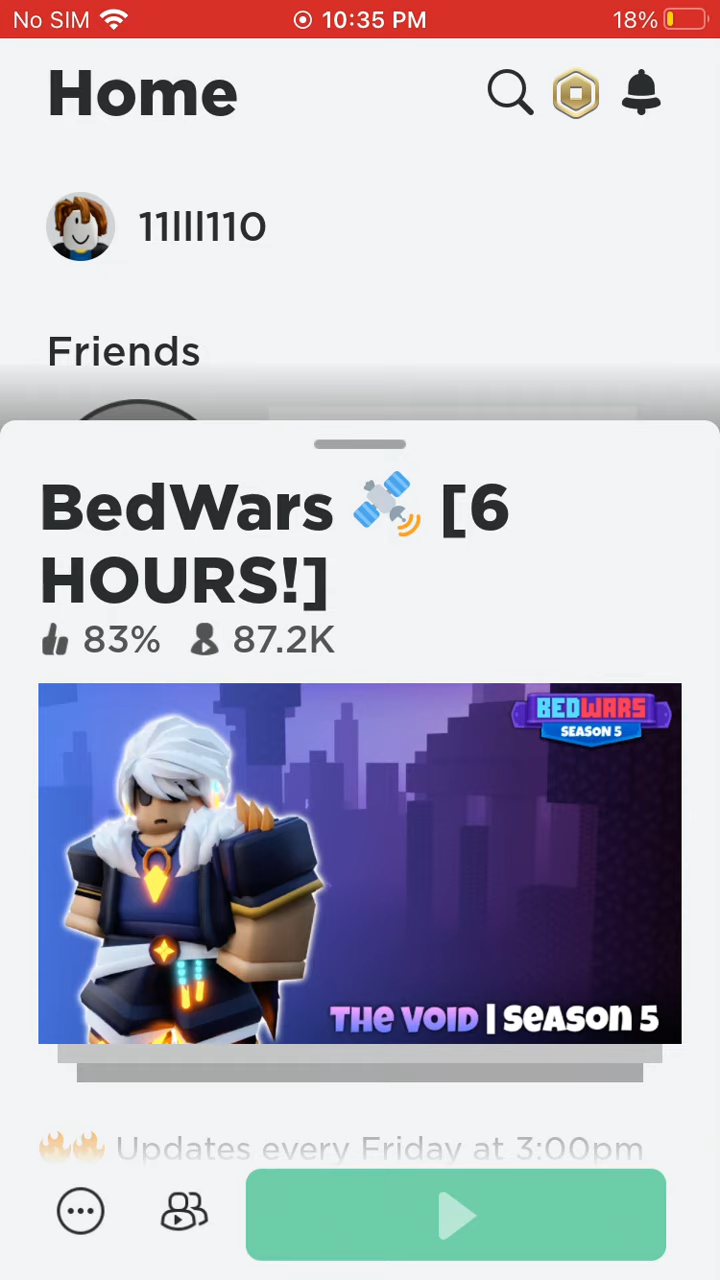 No SIM 10:35 PM 18%
Home
11lll110
Friends
BedWars 🛰️ [6
HOURS!]
83% 87.2K
BEDWARS
SEASON 5
THE VOID | SEASON 5
🔥🔥 Updates every Friday at 3:00pm